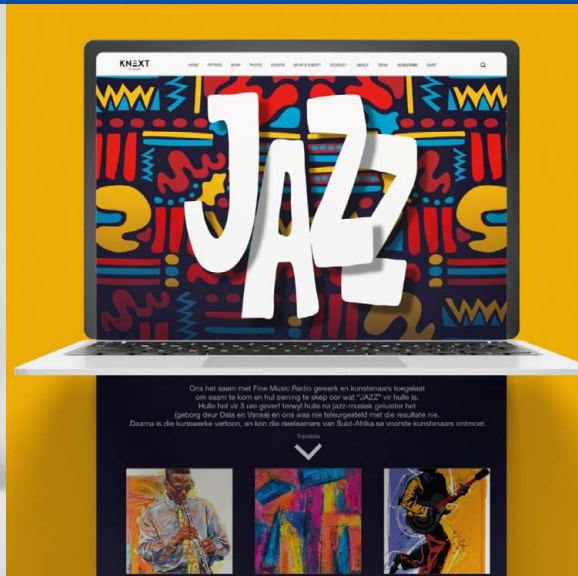 KNEXT
HOME ARTISTS SHOP PHOTO EVENTS WHAT'S KNEXT? CONTACT ABOUT TEAM SUBSCRIBE CART
JAZZ
Ons het saam met Fine Music Radio gewerk en kunstenaars toegelaat
om saam te kom en hul siening te skep oor wat "JAZZ" vir hulle is.
Hulle het vir 3 ure geverf terwyl hulle na jazz-musiek geluister het
(geborg deur Dala en Vansa) en ons was nie teleurgesteld met die resultate nie.
Daarna is die kunswerke vertoon, en kon die deelnemers van Suid-Afrika se voorste kunstenaars ontmoet.
Translate